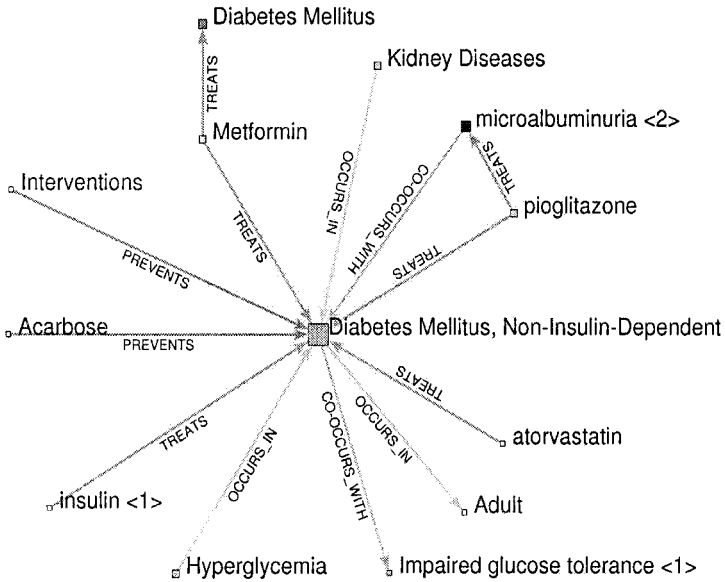 Diabetes Mellitus
Kidney Diseases
TREATS
microalbuminuria <2>
Metformin
TREATS
Interventions
OCCURS_IN
CO-OCCURS_WITH
pioglitazone
TREATS
TREATS
PREVENTS
Acarbose
Diabetes Mellitus, Non-Insulin-Dependent
PREVENTS
TREATS
TREATS
OCCURS_IN
CO-OCCURS_WITH
OCCURS_IN
atorvastatin
insulin <1>
Adult
Hyperglycemia
Impaired glucose tolerance <1>